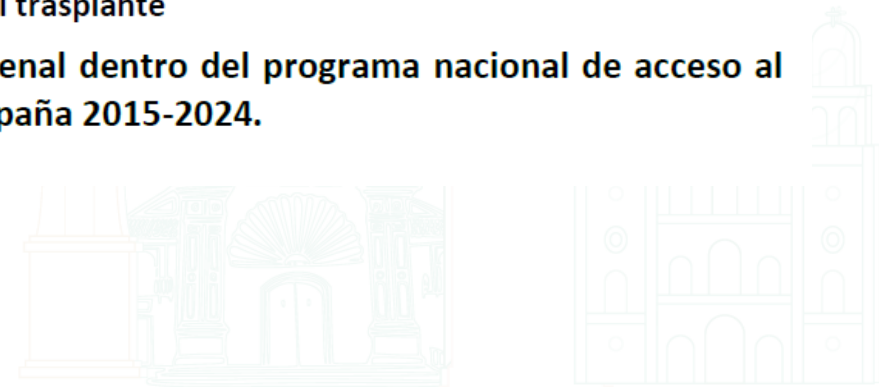 l trasplante
enal dentro del programa nacional de acceso al
paña 2015-2024.